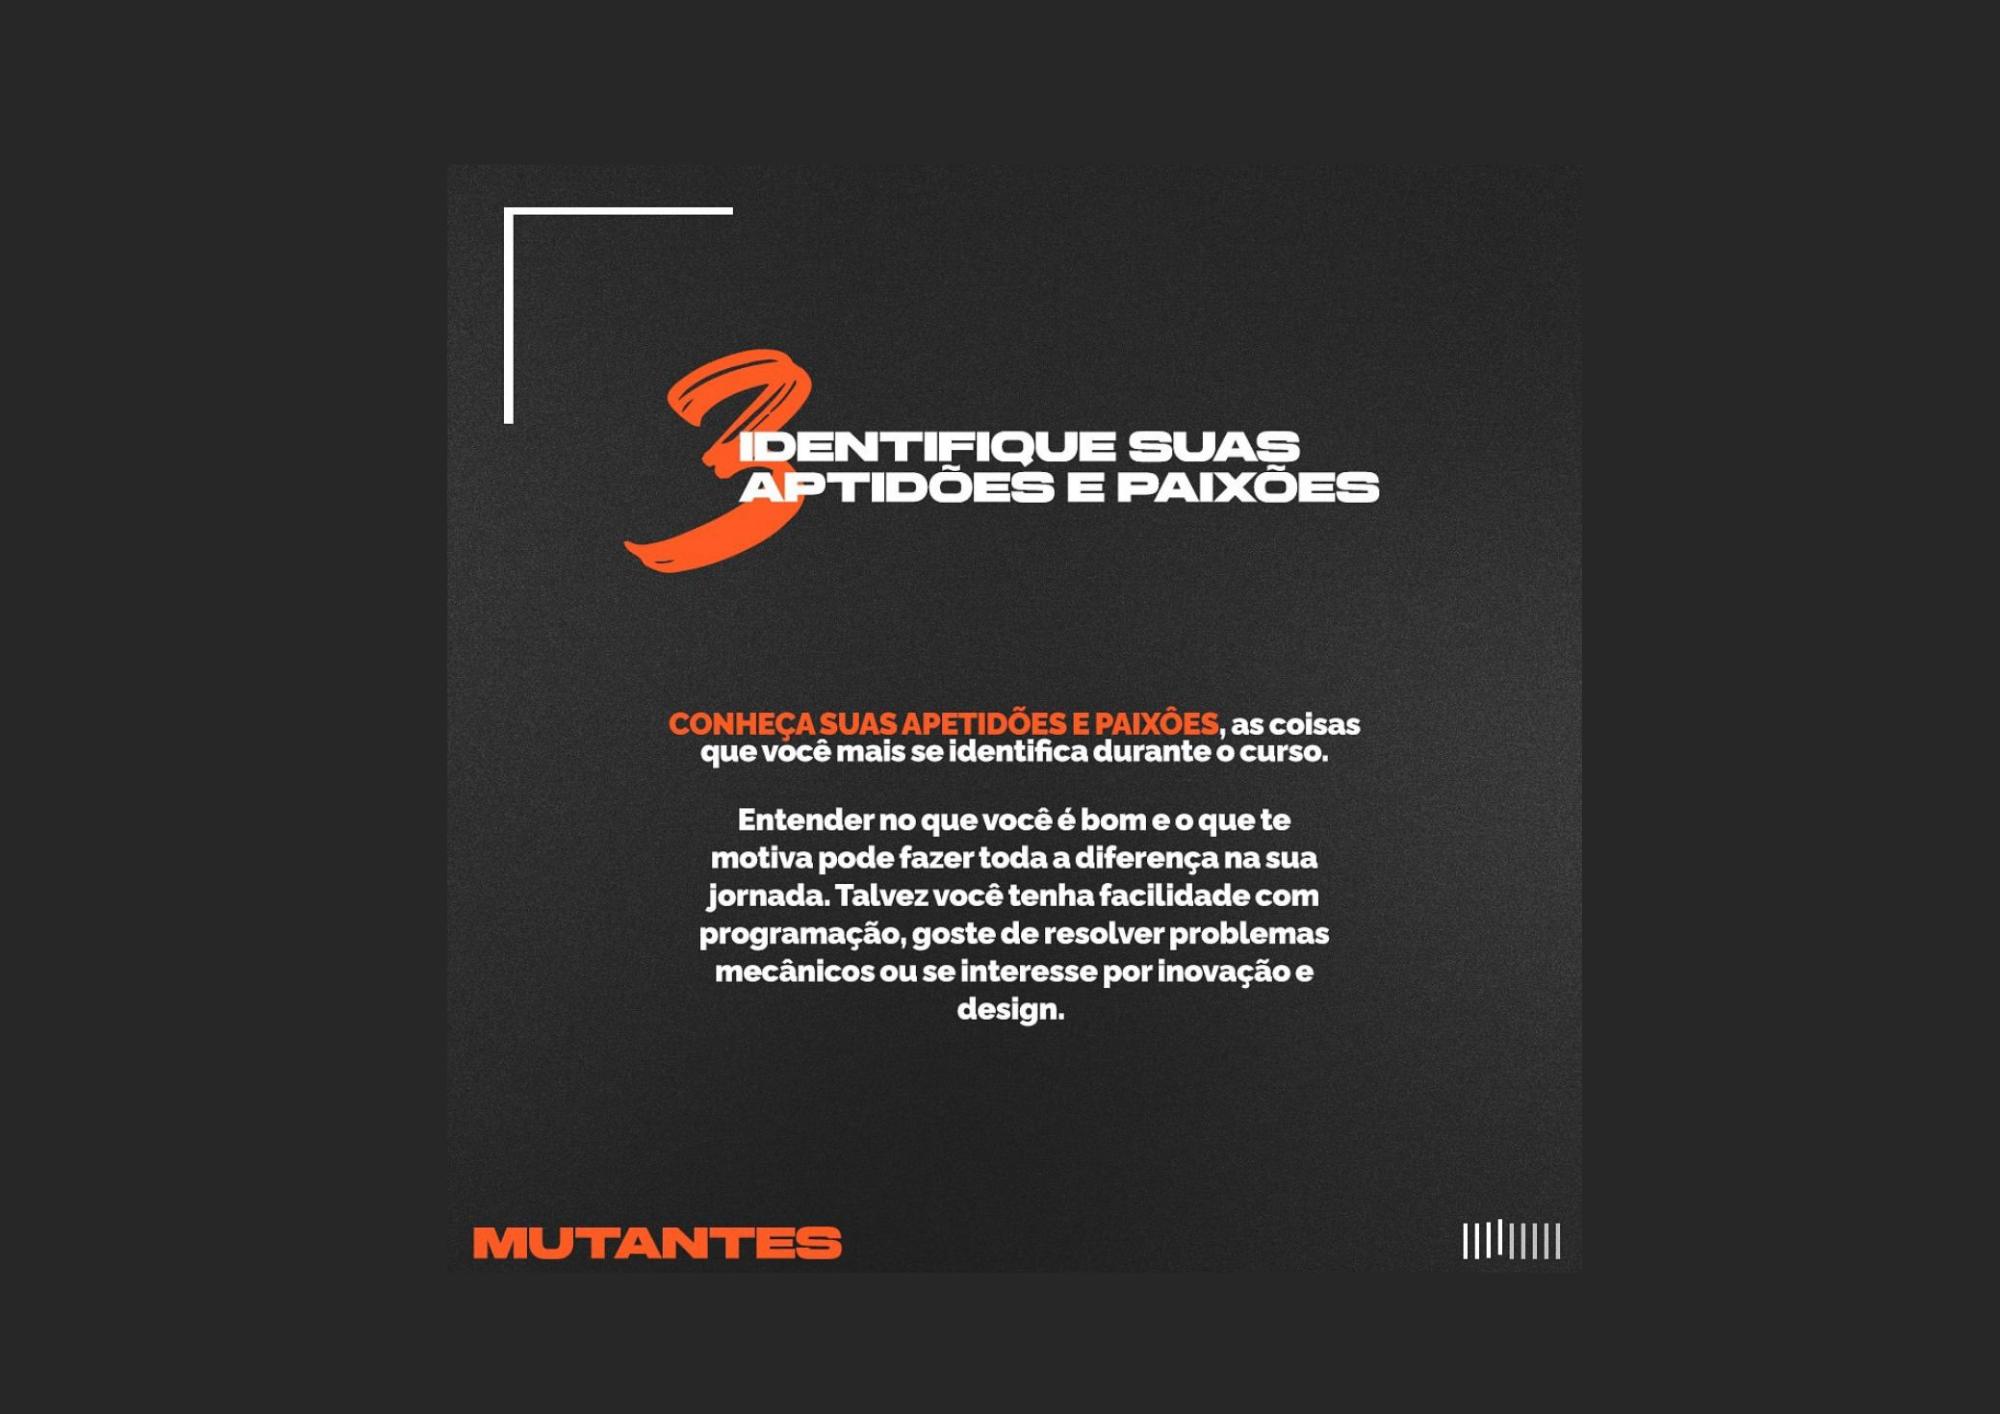 3
IDENTIFIQUE SUAS
APTIDÕES E PAIXÕES
CONHEÇA SUAS APETIDÕES E PAIXÔES, as coisas
que você mais se identifica durante o curso.
Entender no que você é bom e o que te
motiva pode fazer toda a diferença na sua
jornada. Talvez você tenha facilidade com
programação, goste de resolver problemas
mecânicos ou se interesse por inovação e
design.
MUTANTES